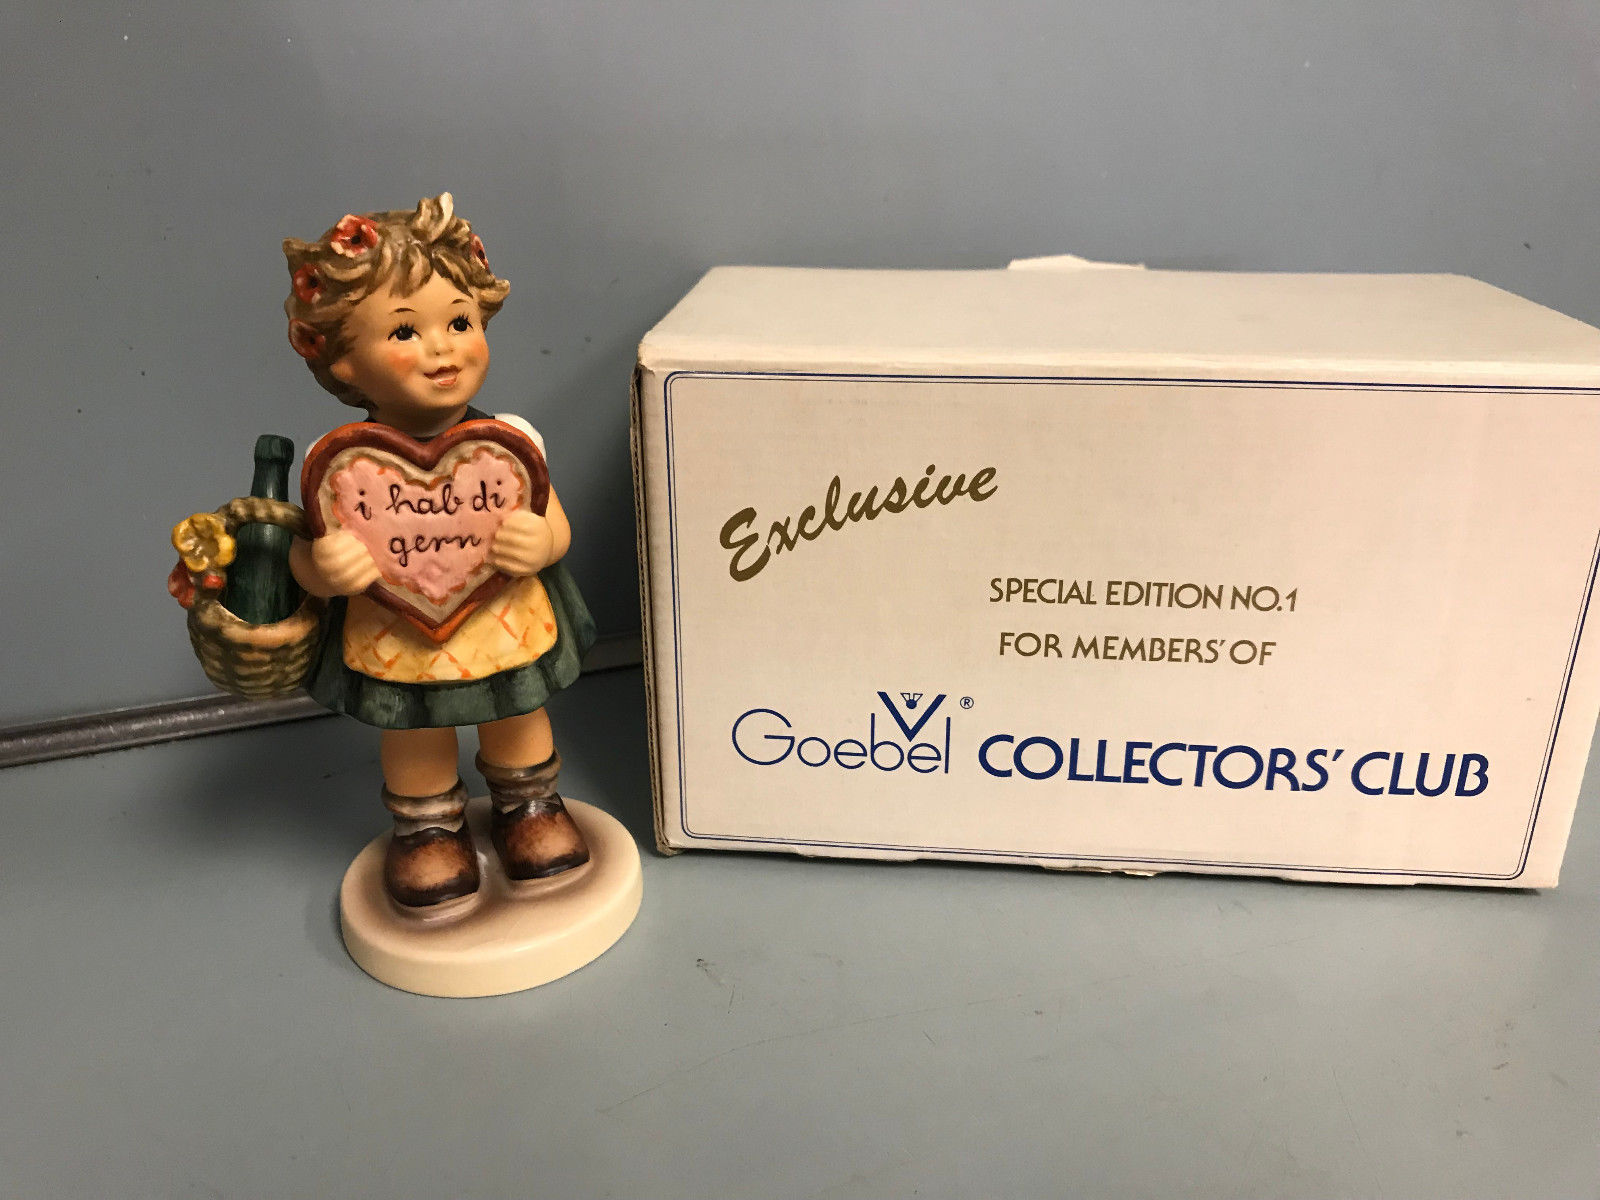 i hab di
gern
Exclusive
SPECIAL EDITION NO.1
FOR MEMBERS' OF
Goebel ® COLLECTORS' CLUB